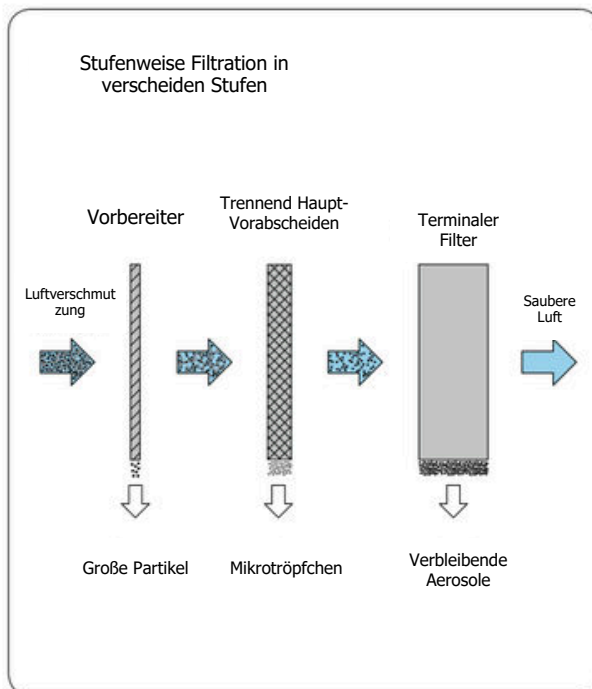 Stufenweise Filtration in
verscheiden Stufen
Vorbereiter
Trennend Haupt-
Vorabscheiden
Terminaler
Filter
Luftverschmut
zung
Saubere
Luft
Große Partikel
Mikrotröpfchen
Verbleibende
Aerosole